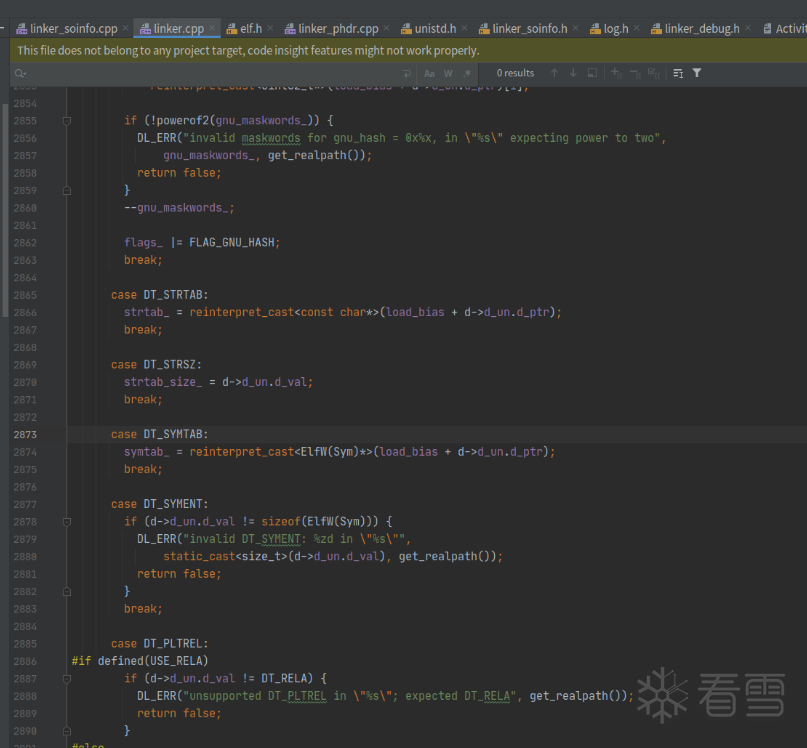 linker_soinfo.cpp linker.cpp elf.h linker_phdr.cpp unistd.h linker_soinfo.h log.h linker_debug.h Activit
This file does not belong to any project target, code insight features might not work properly.
Aa W .* 0 results
2854
2855 if (!powerof2(gnu_maskwords_)) {
2856 DL_ERR("invalid maskwords for gnu_hash = 0x%x, in \"%s\" expecting power to two",
2857 gnu_maskwords_, get_realpath());
2858 return false;
2859 }
2860 --gnu_maskwords_;
2861
2862 flags_ |= FLAG_GNU_HASH;
2863 break;
2864
2865 case DT_STRTAB:
2866 strtab_ = reinterpret_cast<const char*>(load_bias + d->d_un.d_ptr);
2867 break;
2868
2869 case DT_STRSZ:
2870 strtab_size_ = d->d_un.d_val;
2871 break;
2872
2873 case DT_SYMTAB:
2874 symtab_ = reinterpret_cast<ElfW(Sym)*>(load_bias + d->d_un.d_ptr);
2875 break;
2876
2877 case DT_SYMENT:
2878 if (d->d_un.d_val != sizeof(ElfW(Sym))) {
2879 DL_ERR("invalid DT_SYMENT: %zd in \"%s\"",
2880 static_cast<size_t>(d->d_un.d_val), get_realpath());
2881 return false;
2882 }
2883 break;
2884
2885 case DT_PLTREL:
2886 #if defined(USE_RELA)
2887 if (d->d_un.d_val != DT_RELA) {
2888 DL_ERR("unsupported DT_PLTREL in \"%s\"; expected DT_RELA", get_realpath());
2889 return false;
2890 }
看雪